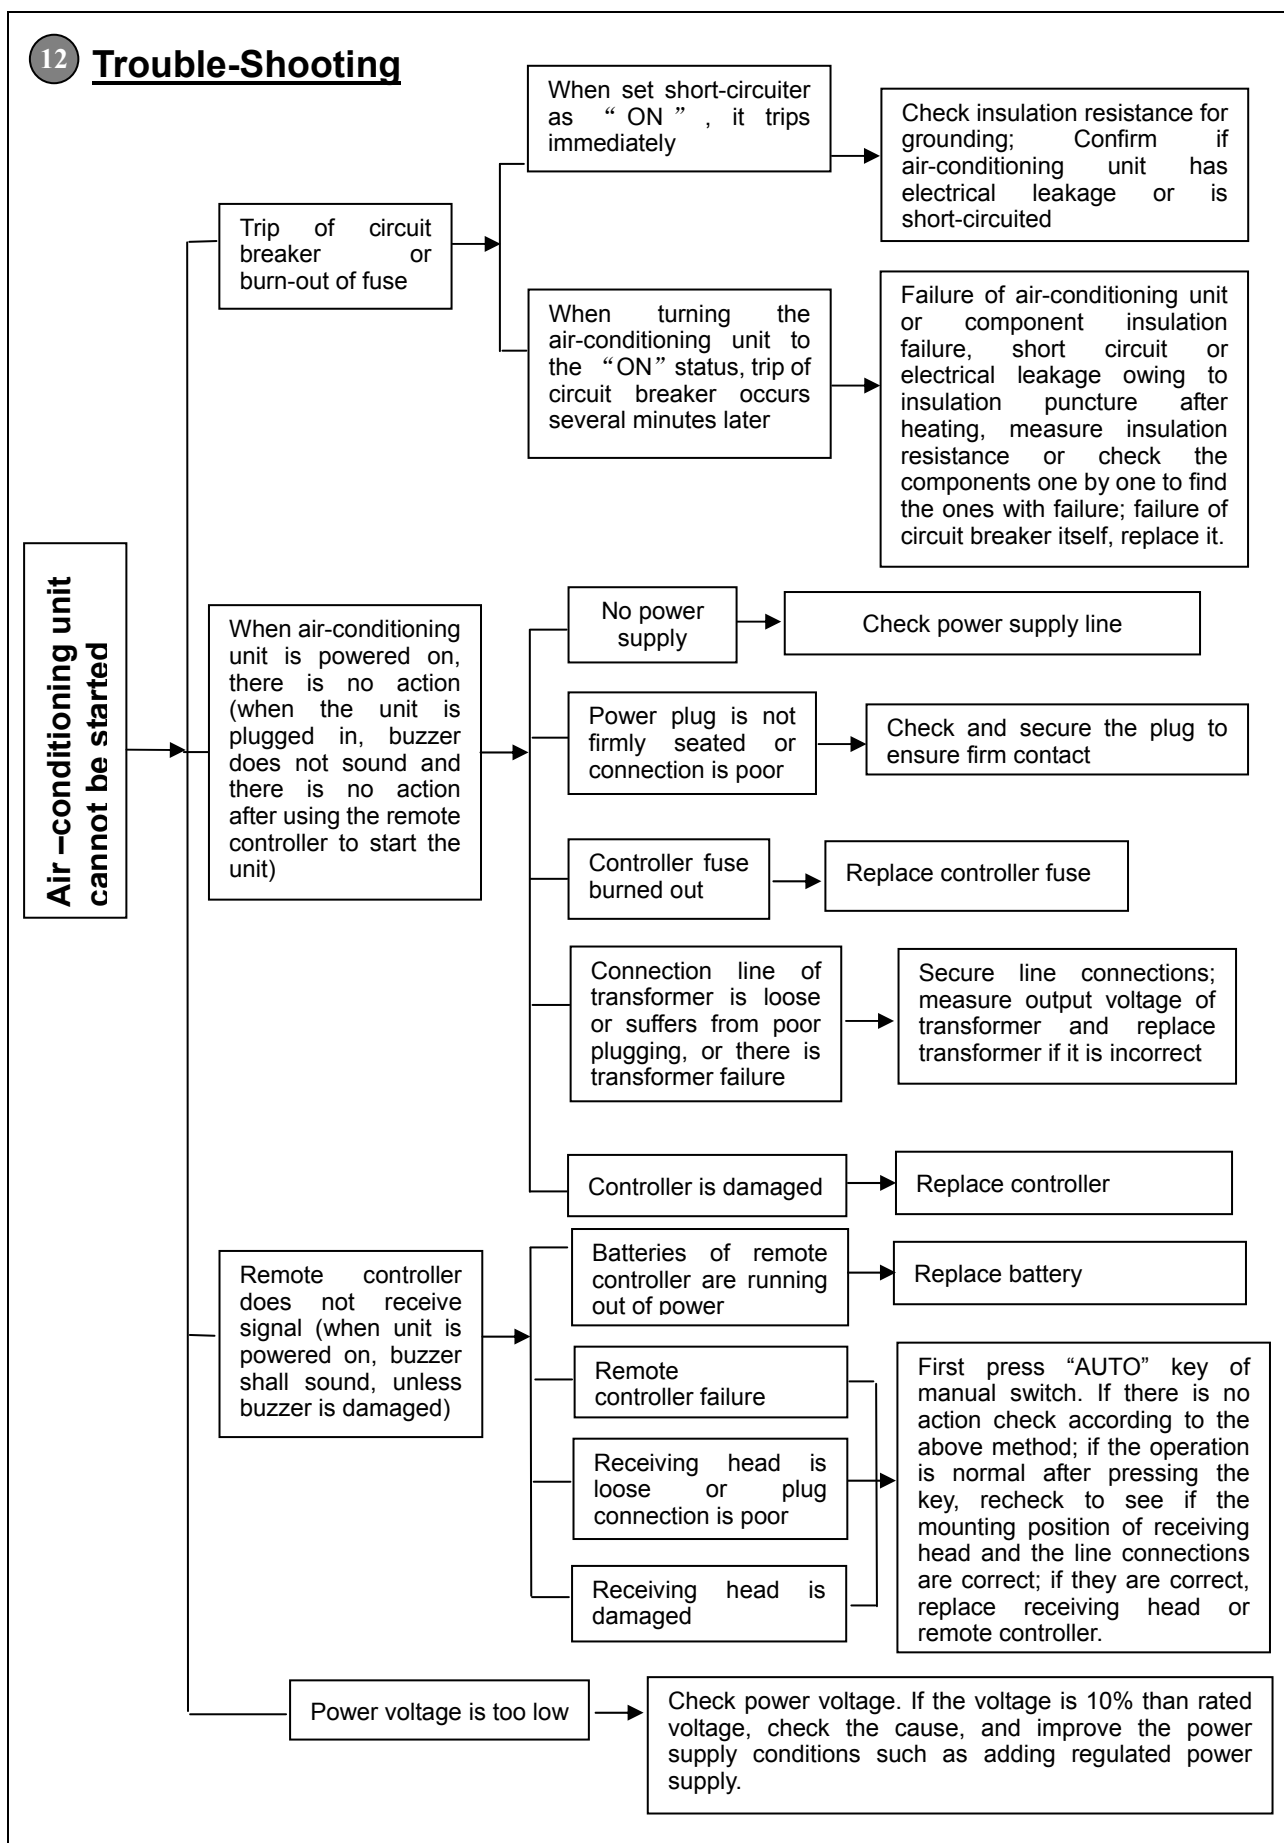 12 Trouble-Shooting
When set short-circuiter
as “ON”, it trips
immediately
Check insulation resistance for
grounding; Confirm if
air-conditioning unit has
electrical leakage or is
short-circuited
Trip of circuit
breaker or
burn-out of fuse
When turning the
air-conditioning unit to
the “ON” status, trip of
circuit breaker occurs
several minutes later
Failure of air-conditioning unit
or component insulation
failure, short circuit or
electrical leakage owing to
insulation puncture after
heating, measure insulation
resistance or check the
components one by one to find
the ones with failure; failure of
circuit breaker itself, replace it.
Air –conditioning unit
cannot be started
When air-conditioning
unit is powered on,
there is no action
(when the unit is
plugged in, buzzer
does not sound and
there is no action
after using the remote
controller to start the
unit)
No power
supply
Check power supply line
Power plug is not
firmly seated or
connection is poor
Check and secure the plug to
ensure firm contact
Controller fuse
burned out
Replace controller fuse
Connection line of
transformer is loose
or suffers from poor
plugging, or there is
transformer failure
Secure line connections;
measure output voltage of
transformer and replace
transformer if it is incorrect
Controller is damaged
Replace controller
Remote controller
does not receive
signal (when unit is
powered on, buzzer
shall sound, unless
buzzer is damaged)
Batteries of remote
controller are running
out of power
Replace battery
Remote
controller failure
Receiving head is
loose or plug
connection is poor
Receiving head is
damaged
First press “AUTO” key of
manual switch. If there is no
action check according to the
above method; if the operation
is normal after pressing the
key, recheck to see if the
mounting position of receiving
head and the line connections
are correct; if they are correct,
replace receiving head or
remote controller.
Power voltage is too low
Check power voltage. If the voltage is 10% than rated
voltage, check the cause, and improve the power
supply conditions such as adding regulated power
supply.